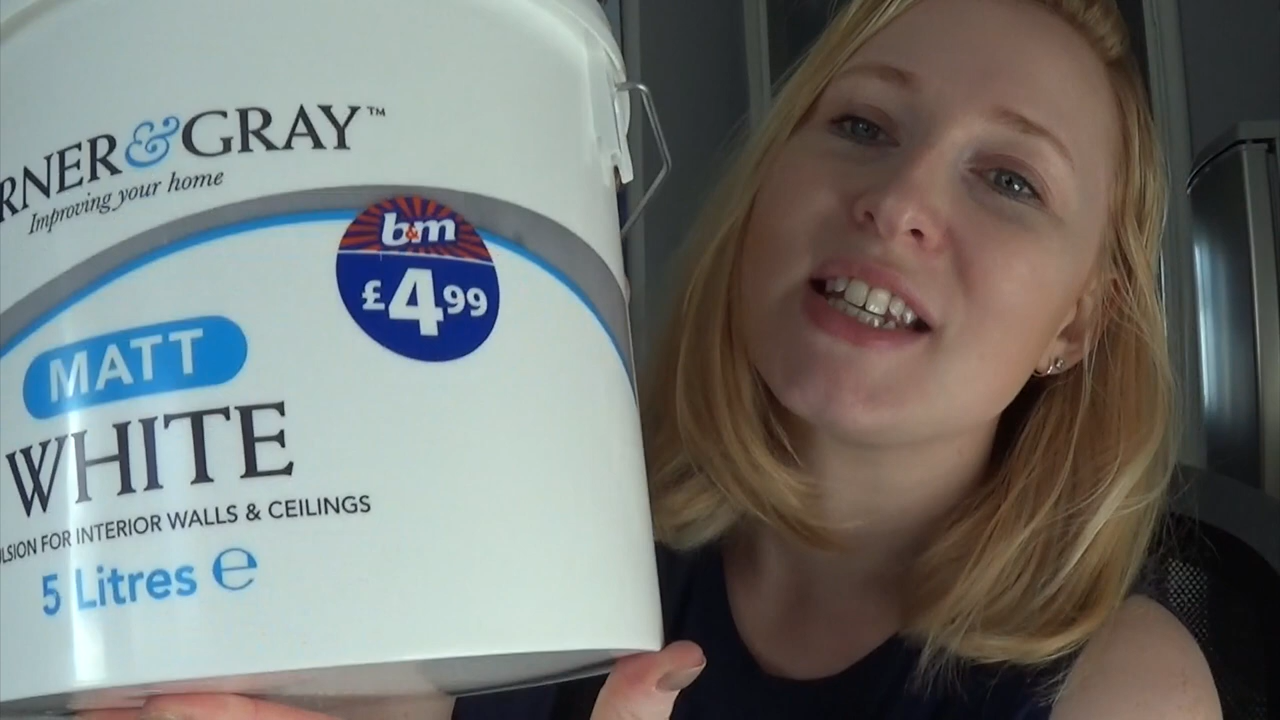 RNER&GRAY™
Improving your home
b&m
£4.99
MATT
WHITE
LSION FOR INTERIOR WALLS & CEILINGS
5 Litres e